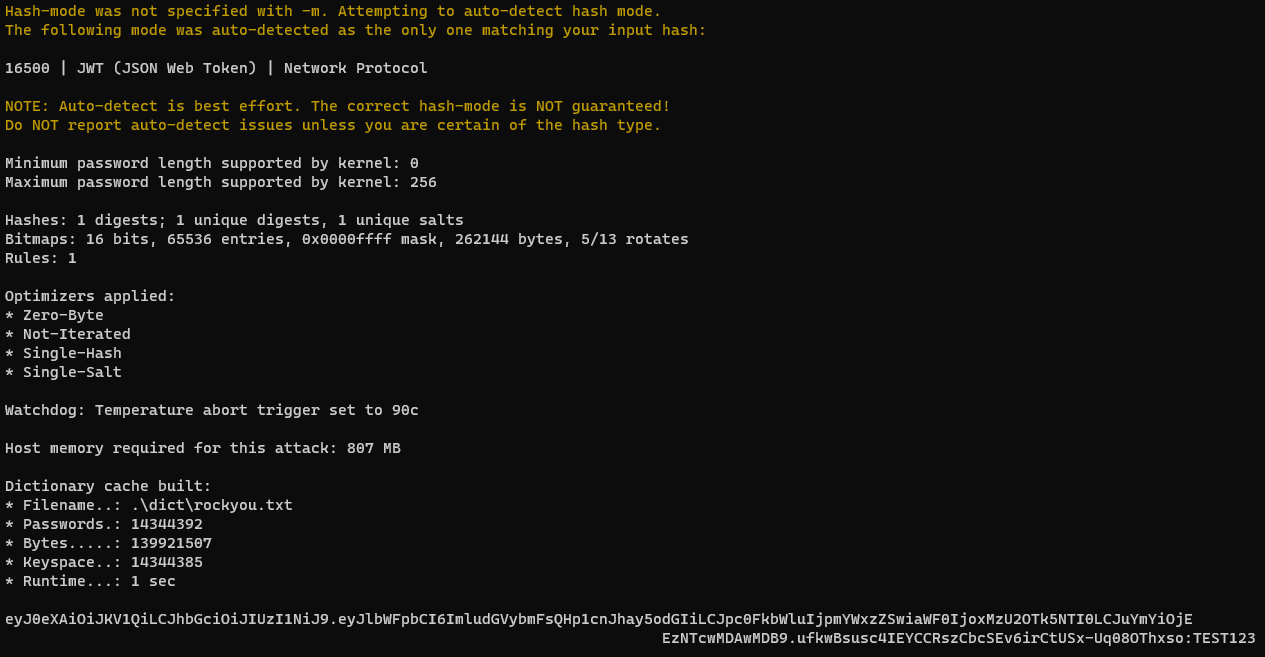 Hash-mode was not specified with -m. Attempting to auto-detect hash mode.
The following mode was auto-detected as the only one matching your input hash:
16500 | JWT (JSON Web Token) | Network Protocol
NOTE: Auto-detect is best effort. The correct hash-mode is NOT guaranteed!
Do NOT report auto-detect issues unless you are certain of the hash type.
Minimum password length supported by kernel: 0
Maximum password length supported by kernel: 256
Hashes: 1 digests; 1 unique digests, 1 unique salts
Bitmaps: 16 bits, 65536 entries, 0x0000ffff mask, 262144 bytes, 5/13 rotates
Rules: 1
Optimizers applied:
* Zero-Byte
* Not-Iterated
* Single-Hash
* Single-Salt
Watchdog: Temperature abort trigger set to 90c
Host memory required for this attack: 807 MB
Dictionary cache built:
* Filename..: .\dict\rockyou.txt
* Passwords.: 14344392
* Bytes.....: 139921507
* Keyspace..: 14344385
* Runtime...: 1 sec
eyJ0eXAiOiJKV1QiLCJhbGciOiJIUzI1NiJ9.eyJlbWFpbCI6ImludGVybmFsQHp1cnJhay5odGIiLCJpc0FkbWluIjpmYWxzZSwiaWF0IjoxMzU2OTk5NTI0LCJuYmYiOjE
EzNTcwMDAwMDB9.ufkwBsusc4IEYCCRszCbcSEv6irCtUSx-Uq08OThxso:TEST123